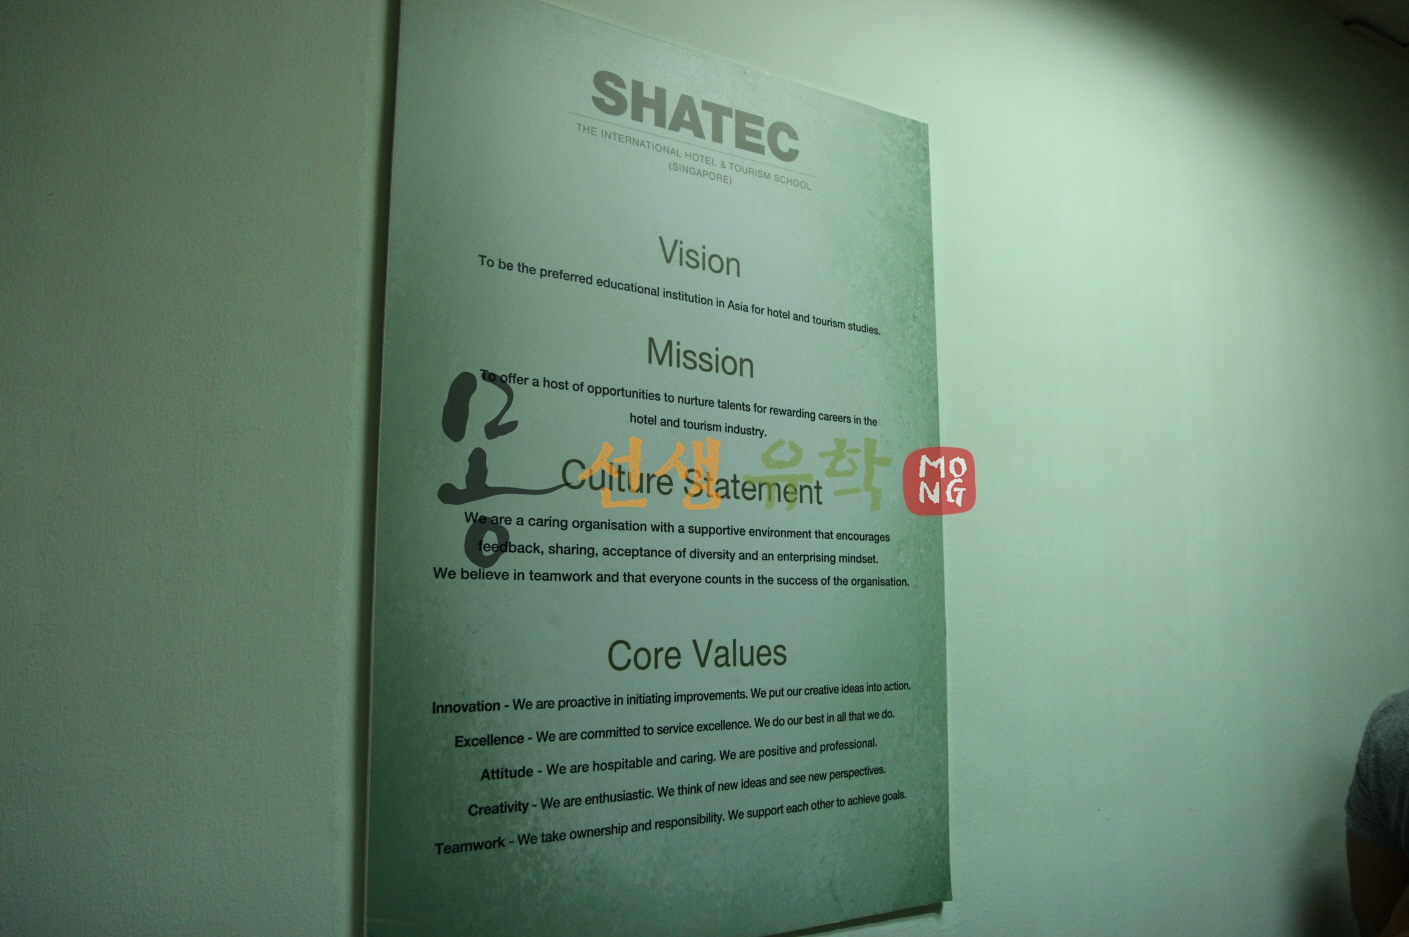 SHATEC
THE INTERNATIONAL HOTEL & TOURISM SCHOOL
(SINGAPORE)
Vision
To be the preferred educational institution in Asia for hotel and tourism studies.
Mission
To offer a host of opportunities to nurture talents for rewarding careers in the
hotel and tourism industry.
몽선생유학
MO
NG
Culture Statement
We are a caring organisation with a supportive environment that encourages
feedback, sharing, acceptance of diversity and an enterprising mindset.
We believe in teamwork and that everyone counts in the success of the organisation.
Core Values
Innovation - We are proactive in initiating improvements. We put our creative ideas into action.
Excellence - We are committed to service excellence. We do our best in all that we do.
Attitude - We are hospitable and caring. We are positive and professional.
Creativity - We are enthusiastic. We think of new ideas and see new perspectives.
Teamwork - We take ownership and responsibility. We support each other to achieve goals.